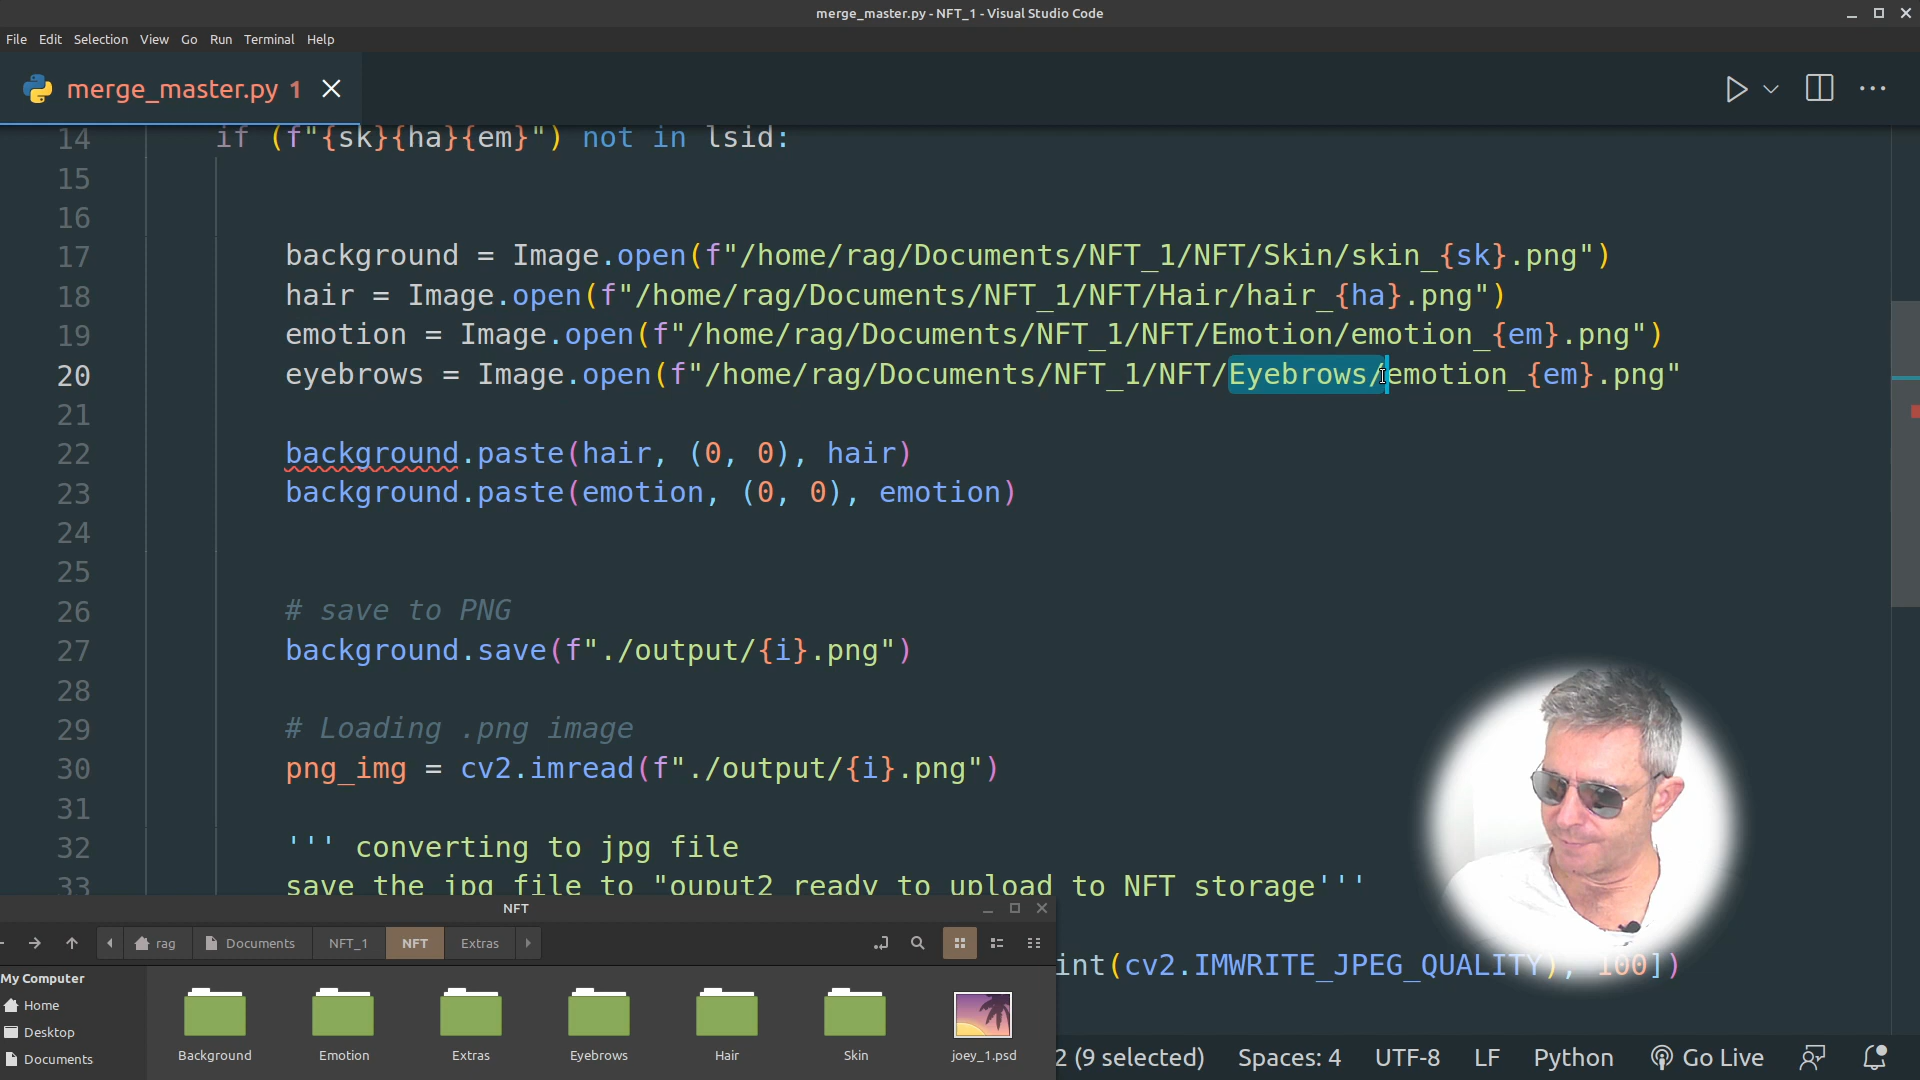 merge_master.py - NFT_1 - Visual Studio Code
File Edit Selection View Go Run Terminal Help
merge_master.py 1
14 if (f"{sk}{ha}{em}") not in lsid:
15
16
17 background = Image.open(f"/home/rag/Documents/NFT_1/NFT/Skin/skin_{sk}.png")
18 hair = Image.open(f"/home/rag/Documents/NFT_1/NFT/Hair/hair_{ha}.png")
19 emotion = Image.open(f"/home/rag/Documents/NFT_1/NFT/Emotion/emotion_{em}.png")
20 eyebrows = Image.open(f"/home/rag/Documents/NFT_1/NFT/Eyebrows/emotion_{em}.png"
21
22 background.paste(hair, (0, 0), hair)
23 background.paste(emotion, (0, 0), emotion)
24
25
26 # save to PNG
27 background.save(f"./output/{i}.png")
28
29 # Loading .png image
30 png_img = cv2.imread(f"./output/{i}.png")
31
32 ''' converting to jpg file
33 save the jpg file to "ouput2 ready to upload to NFT storage'''
NFT
rag Documents NFT_1 NFT Extras
int(cv2.IMWRITE_JPEG_QUALITY), 100])
My Computer
Home
Desktop
Documents
Background Emotion Extras Eyebrows Hair Skin joey_1.psd
2 (9 selected) Spaces: 4 UTF-8 LF Python Go Live